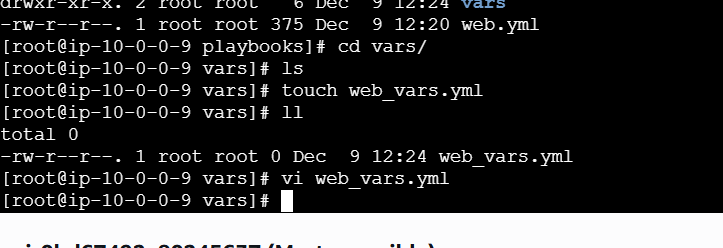 drwxr-xr-x. 2 root root   6 Dec  9 12:24 vars
-rw-r--r--. 1 root root 375 Dec  9 12:20 web.yml
[root@ip-10-0-0-9 playbooks]# cd vars/
[root@ip-10-0-0-9 vars]# ls
[root@ip-10-0-0-9 vars]# touch web_vars.yml
[root@ip-10-0-0-9 vars]# ll
total 0
-rw-r--r--. 1 root root 0 Dec  9 12:24 web_vars.yml
[root@ip-10-0-0-9 vars]# vi web_vars.yml
[root@ip-10-0-0-9 vars]#